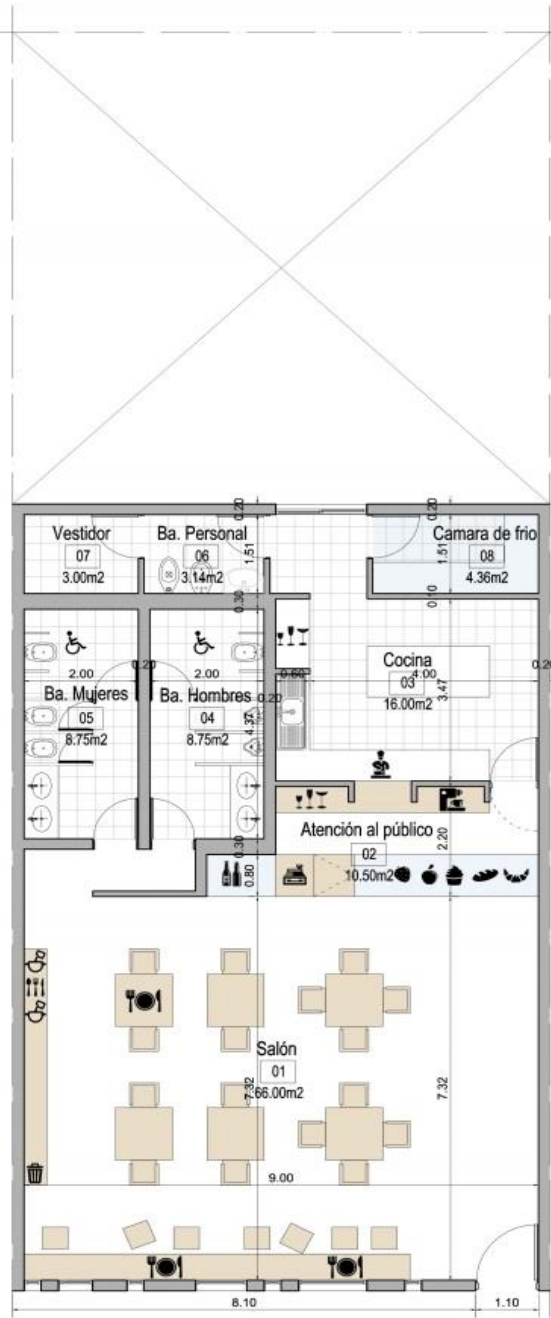 0.20
0.20
Vestidor
07
3.00m2
Ba. Personal
06
3.14m2
1.51
Camara de frio
08
4.36m2
1.51
0.30
0.10
2.00
0.20
2.00
0.60
4.00
0.20
Ba. Mujeres
05
8.75m2
Ba. Hombres
04
8.75m2
0.20
4.37
Cocina
03
16.00m2
3.47
Atención al público
02
10.50m2
2.20
0.30
0.80
Salón
01
66.00m2
7.32
7.32
9.00
8.10
1.10